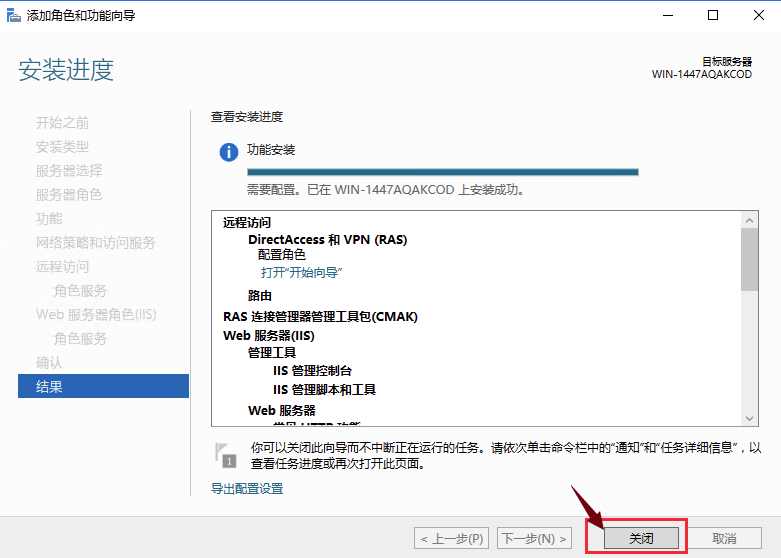 添加角色和功能向导
安装进度
目标服务器
WIN-1447AQAKCOD
开始之前
安装类型
服务器选择
服务器角色
功能
网络策略和访问服务
远程访问
角色服务
Web 服务器角色(IIS)
角色服务
确认
结果
查看安装进度
功能安装
需要配置。已在 WIN-1447AQAKCOD 上安装成功。
远程访问
DirectAccess 和 VPN (RAS)
配置角色
打开“开始向导”
路由
RAS 连接管理器管理工具包(CMAK)
Web 服务器(IIS)
管理工具
IIS 管理控制台
IIS 管理脚本和工具
Web 服务器
常见 HTTP 功能
1
你可以关闭此向导而不中断正在运行的任务。请依次单击命令栏中的“通知”和“任务详细信息”，以
查看任务进度或再次打开此页面。
导出配置设置
< 上一步(P)
下一步(N) >
关闭
取消